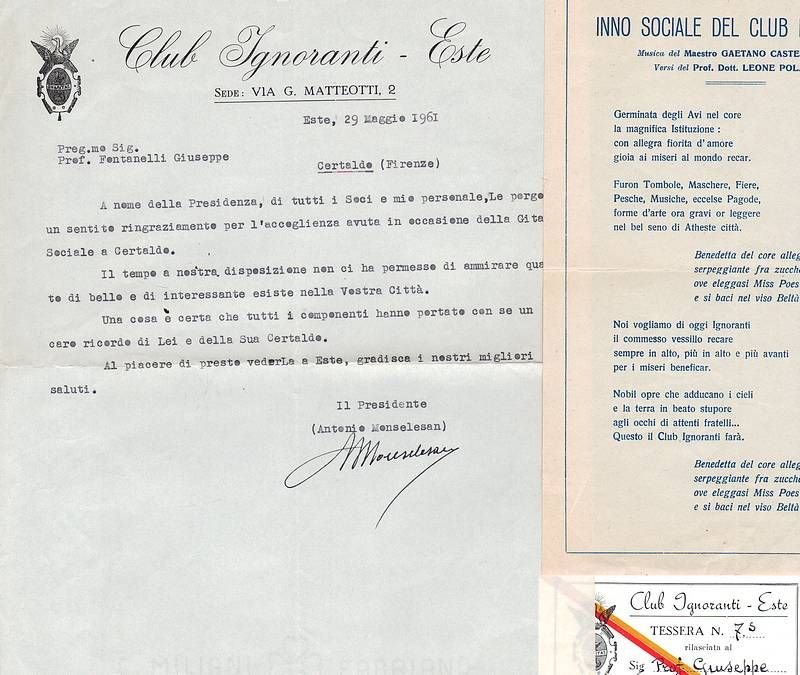 Club Ignoranti - Este
SEDE: VIA G. MATTEOTTI, 2
Este, 29 Maggio 1961
Preg.mo Sig.
Prof. Fontanelli Giuseppe
Certaldo (Firenze)
A nome della Presidenza, di tutti i Soci e mio personale,Le porgo
un sentito ringraziamento per l'accoglienza avuta in occasione della Gita
Sociale a Certaldo.
Il tempo a nostra disposizione non ci ha permesso di ammirare qua
to di bello e di interessante esiste nella Vostra Città.
Una cosa è certa che tutti i componenti hanno portato con se un
caro ricordo di Lei e della Sua Certaldo.
Al piacere di presto vederLa a Este, gradisca i nostri migliori
saluti.
Il Presidente
(Antonio Monselesan)
AMonselesan
INNO SOCIALE DEL CLUB
Musica del Maestro GAETANO CASTE
Versi del Prof. Dott. LEONE POL
Germinata degli Avi nel core
la magnifica Istituzione :
con allegra fiorita d'amore
gioia ai miseri al mondo recar.
Furon Tombole, Maschere, Fiere,
Pesche, Musiche, eccelse Pagode,
forme d'arte ora gravi or leggere
nel bel seno di Atheste città.
Benedetta del core alleg
serpeggiante fra zucche
ove eleggasi Miss Poes
e si baci nel viso Beltà
Noi vogliamo di oggi Ignoranti
il commesso vessillo recare
sempre in alto, più in alto e più avanti
per i miseri beneficar.
Nobil opre che adducano i cieli
e la terra in beato stupore
agli occhi di attenti fratelli...
Questo il Club Ignoranti farà.
Benedetta del core alleg
serpeggiante fra zucche
ove eleggasi Miss Poes
e si baci nel viso Beltà
Club Ignoranti - Este
TESSERA N. 75
rilasciata al
Sig Prof. Giuseppe